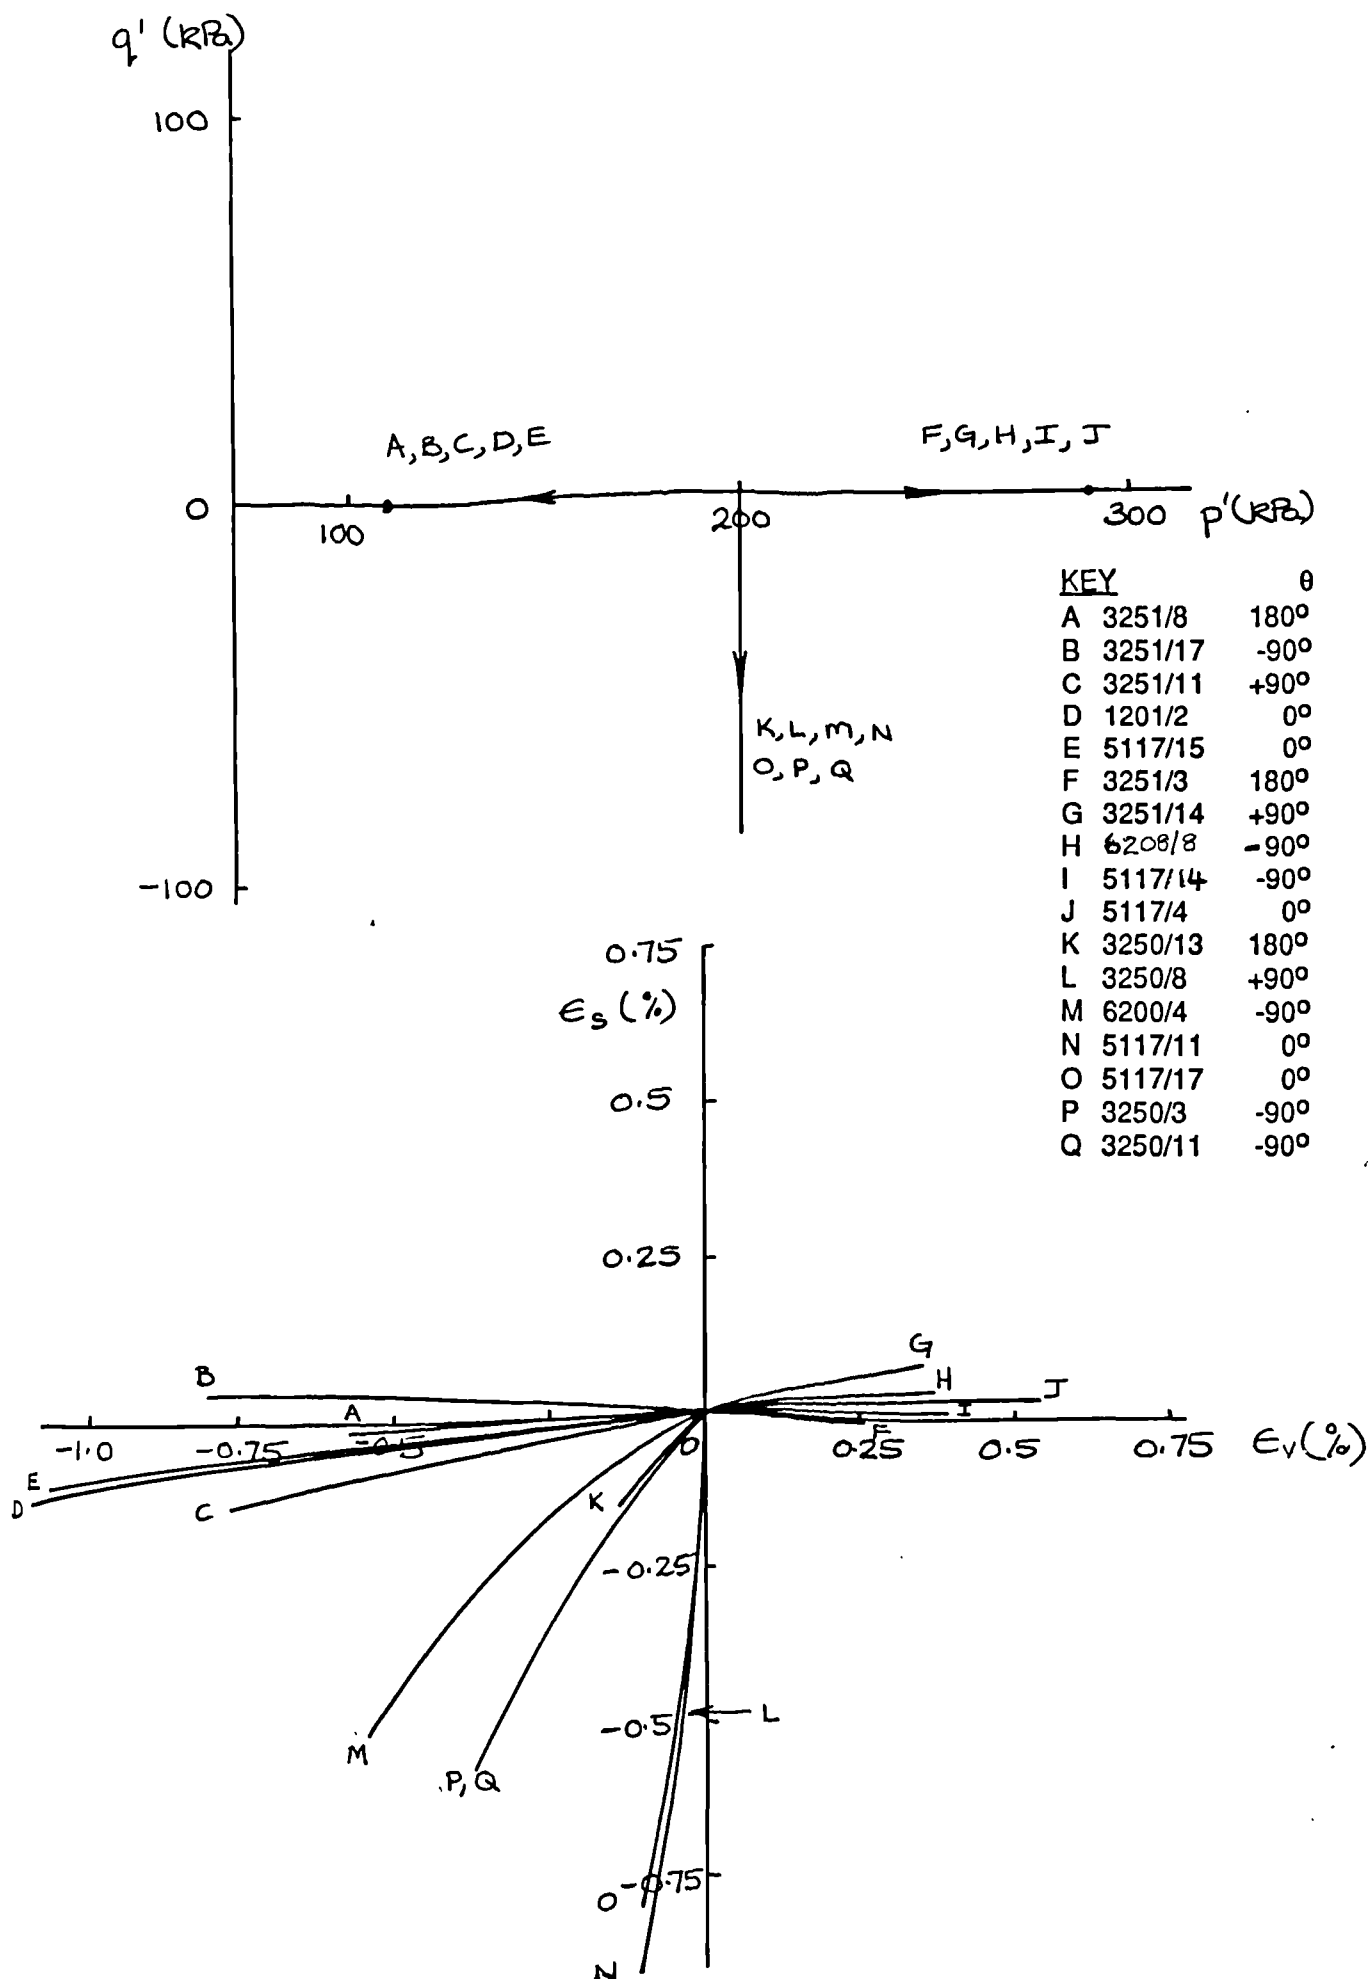 q' (kPa)
100
A, B, C, D, E
F, G, H, I, J
0
100
200
300
p' (kPa)
K, L, M, N
O, P, Q
-100
KEY θ
A 3251/8 180°
B 3251/17 -90°
C 3251/11 +90°
D 1201/2 0°
E 5117/15 0°
F 3251/3 180°
G 3251/14 +90°
H 6208/8 -90°
I 5117/14 -90°
J 5117/4 0°
K 3250/13 180°
L 3250/8 +90°
M 6200/4 -90°
N 5117/11 0°
O 5117/17 0°
P 3250/3 -90°
Q 3250/11 -90°
0.75
εs (%)
0.5
0.25
G
B
H
J
A
I
F
-1.0
-0.75
-0.5
0
0.25
0.5
0.75
εv (%)
E
D
C
K
-0.25
-0.5
L
M
P, Q
-0.75
O
N